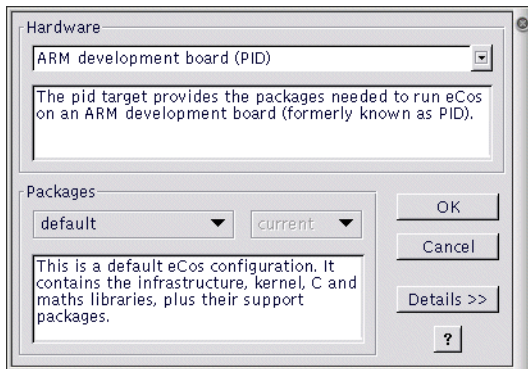 Hardware
ARM development board (PID)
The pid target provides the packages needed to run eCos
on an ARM development board (formerly known as PID).
Packages
default
current
This is a default eCos configuration. It
contains the infrastructure, kernel, C and
maths libraries, plus their support
packages.
OK
Cancel
Details >>
?